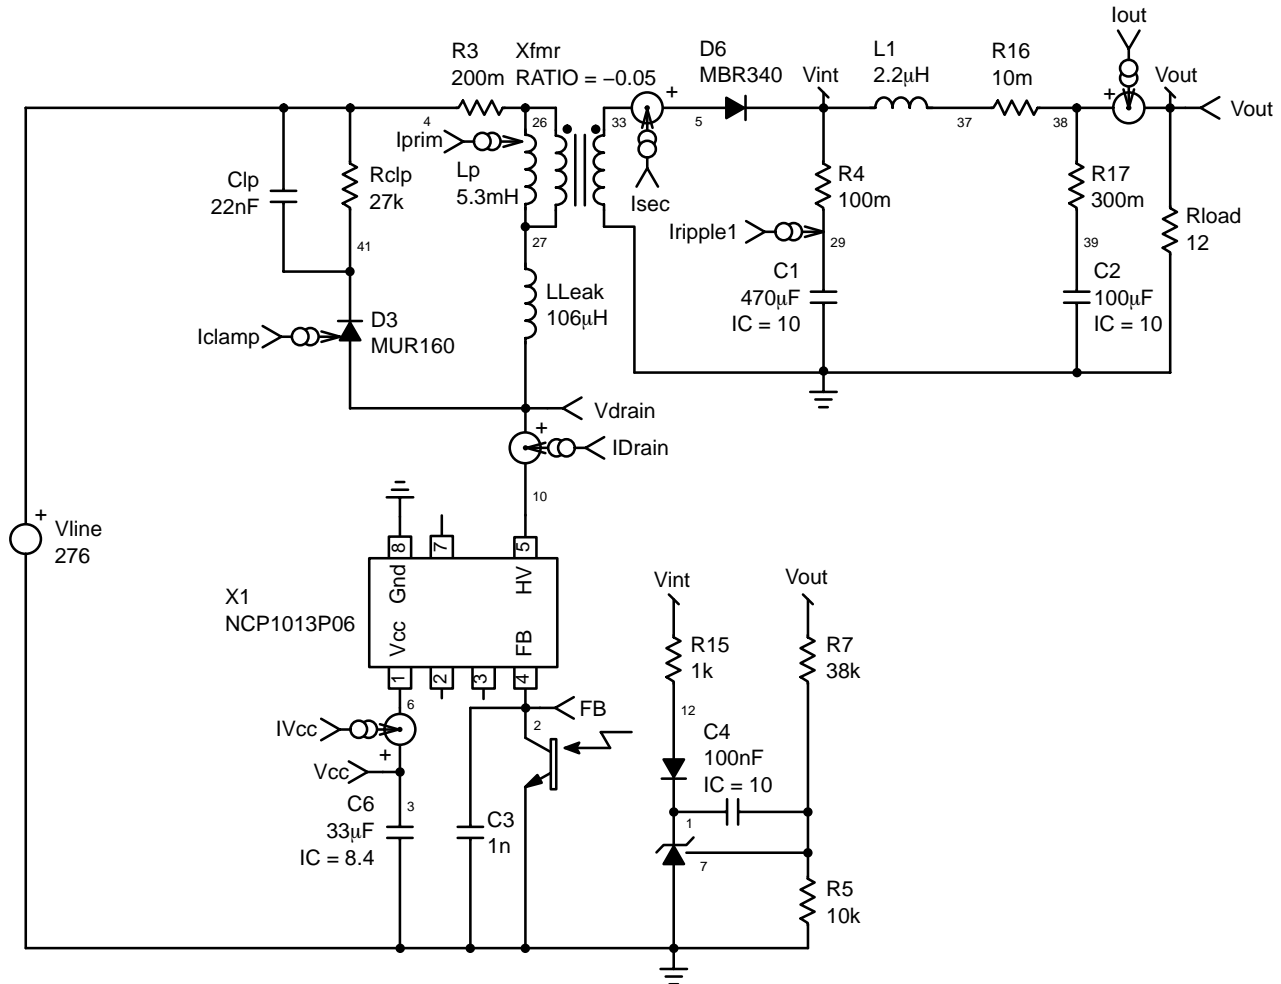 Iout
R3
200m
Xfmr
RATIO = −0.05
D6
MBR340
Vint
L1
2.2μH
R16
10m
Vout
+
+
Vout
4
26
33
5
37
38
Iprim
Lp
5.3mH
Isec
Clp
22nF
Rclp
27k
R4
100m
R17
300m
Rload
12
Iripple1
29
27
41
39
LLeak
106μH
C1
470μF
IC = 10
C2
100μF
IC = 10
Iclamp
D3
MUR160
Vdrain
+
IDrain
10
+
Vline
276
8
7
5
Gnd
HV
X1
NCP1013P06
Vcc
FB
1
2
3
4
Vint
Vout
R15
1k
R7
38k
6
FB
IVcc
2
12
+
Vcc
C4
100nF
IC = 10
C6
33μF
IC = 8.4
3
C3
1n
1
7
R5
10k